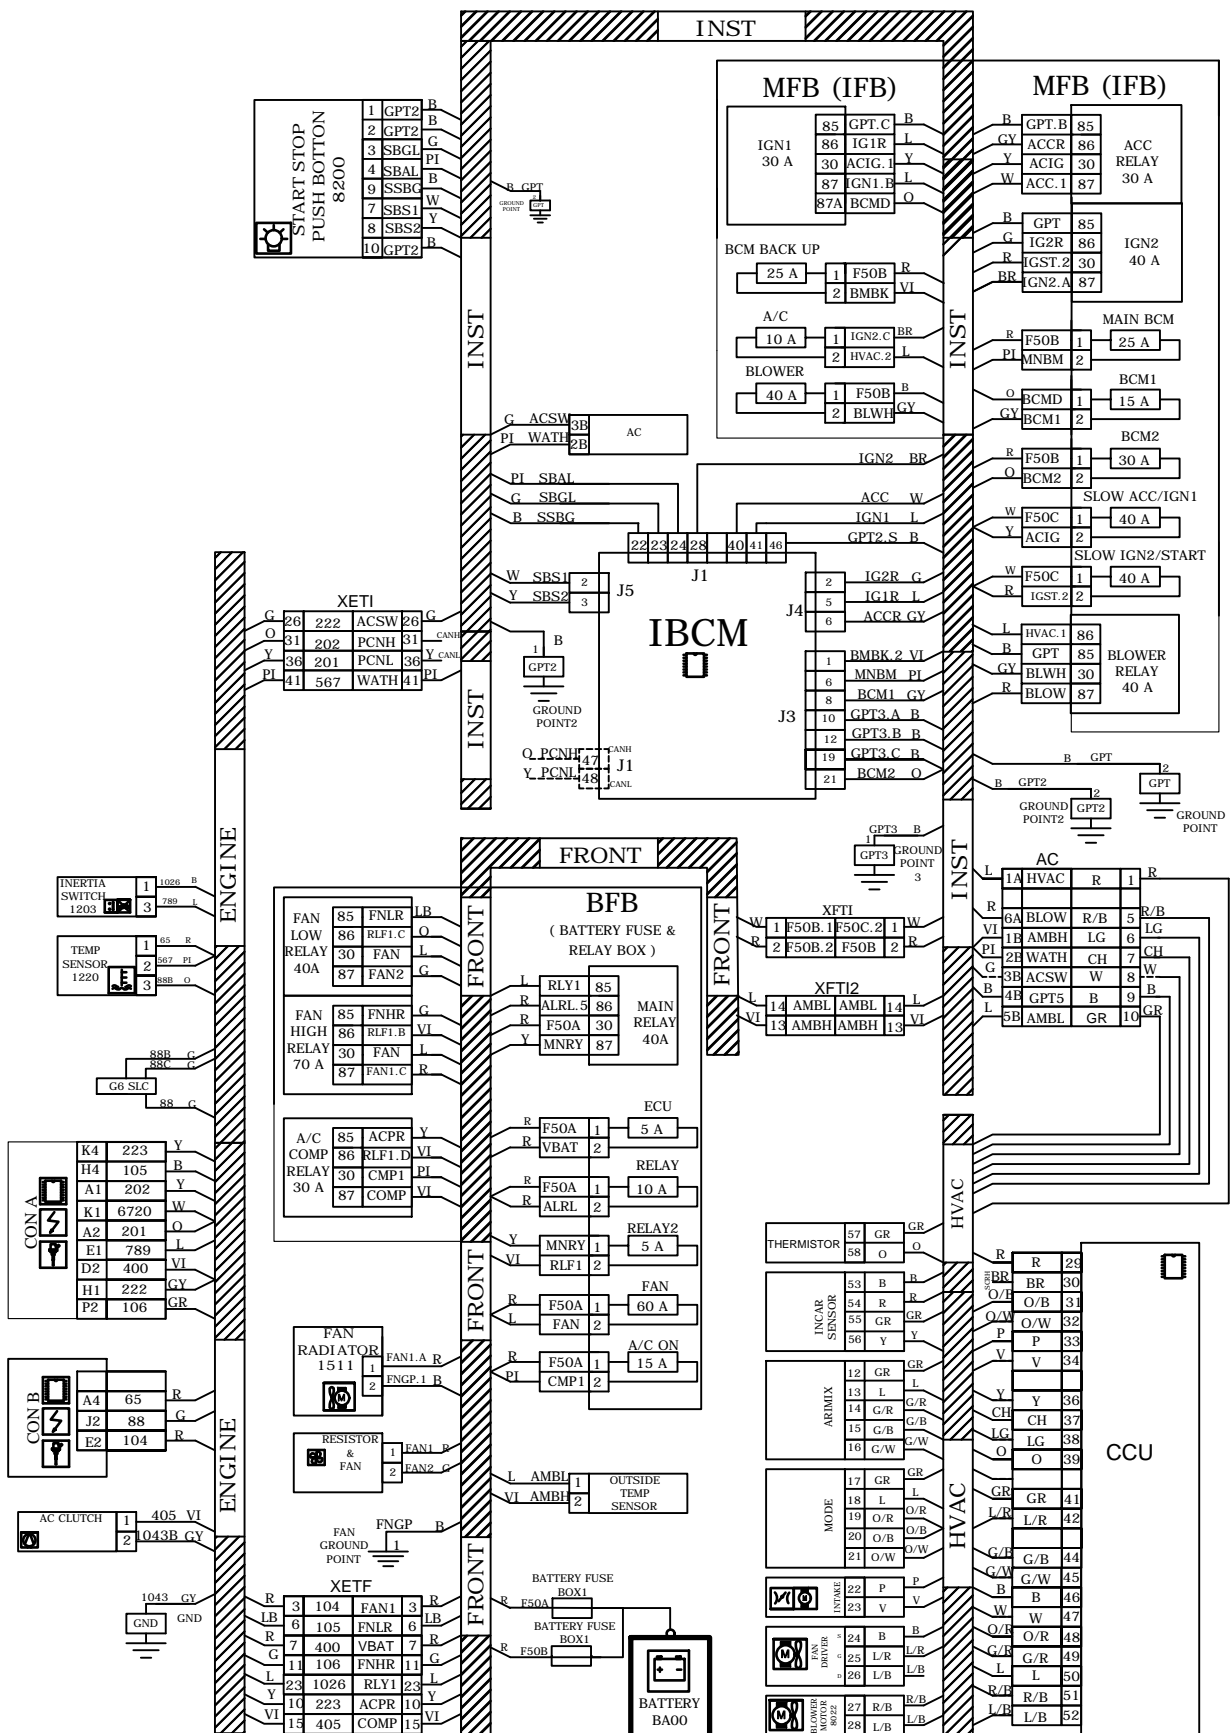 INST
MFB (IFB)
MFB (IFB)
START STOP
PUSH BOTTON
8200
1 GPT2 B
2 GPT2 B
3 SBGL G
4 SBAL PI
9 SSBG B
7 SBS1 W
8 SBS2 Y
10 GPT2 B
B GPT
GROUND
POINT
GPT
IGN1
30 A
85 GPT.C B
86 IG1R L
30 ACIG.1 Y
87 IGN1.B L
87A BCMD O
B GPT.B 85
GY ACCR 86
Y ACIG 30
W ACC.1 87
ACC
RELAY
30 A
B GPT 85
G IG2R 86
R IGST.2 30
BR IGN2.A 87
IGN2
40 A
BCM BACK UP
25 A
1 F50B R
2 BMBK VI
A/C
10 A
1 IGN2.C BR
2 HVAC.2 L
BLOWER
40 A
1 F50B B
2 BLWH GY
INST
INST
MAIN BCM
R F50B 1
25 A
PI MNBM 2
BCM1
O BCMD 1
15 A
GY BCM1 2
BCM2
R F50B 1
30 A
O BCM2 2
SLOW ACC/IGN1
W F50C 1
40 A
Y ACIG 2
SLOW IGN2/START
W F50C 1
40 A
R IGST.2 2
L HVAC.1 86
B GPT 85
GY BLWH 30
R BLOW 87
BLOWER
RELAY
40 A
G ACSW 3B
PI WATH 2B
AC
PI SBAL
G SBGL
B SSBG
IGN2 BR
ACC W
IGN1 L
GPT2.S B
22 23 24 28 40 41 46
J1
W SBS1 2
Y SBS2 3
J5
IBCM
J4
2 IG2R G
5 IG1R L
6 ACCR GY
J3
1 BMBK.2 VI
6 MNBM PI
8 BCM1 GY
10 GPT3.A B
12 GPT3.B B
19 GPT3.C B
21 BCM2 O
O PCNH 47 CANH
Y PCNL 48 CANL
J1
1 B
GPT2
GROUND
POINT2
INST
XETI
G 26 222 ACSW 26 G
O 31 202 PCNH 31 CANH
Y 36 201 PCNL 36 Y CANL
PI 41 567 WATH 41 PI
B GPT 2
GPT
GROUND
POINT
B GPT2 2
GROUND
POINT2
GPT2
GPT3 B
1
GPT3
GROUND
POINT
3
INST
ENGINE
INERTIA
SWITCH
1203
1 1026 B
3 789 L
TEMP
SENSOR
1220
1 65 R
2 567 PI
3 88B O
88B G
88C G
G6 SLC
88 G
FRONT
BFB
( BATTERY FUSE &
RELAY BOX )
FRONT
FRONT
FAN
LOW
RELAY
40A
85 FNLR LB
86 RLF1.C O
30 FAN L
87 FAN2 G
FAN
HIGH
RELAY
70 A
85 FNHR G
86 RLF1.B VI
30 FAN L
87 FAN1.C R
L RLY1 85
R ALRL.5 86
R F50A 30
Y MNRY 87
MAIN
RELAY
40A
A/C
COMP
RELAY
30 A
85 ACPR Y
86 RLF1.D VI
30 CMP1 PI
87 COMP VI
ECU
R F50A 1
5 A
R VBAT 2
RELAY
R F50A 1
10 A
R ALRL 2
RELAY2
Y MNRY 1
5 A
VI RLF1 2
FAN
R F50A 1
60 A
L FAN 2
A/C ON
R F50A 1
15 A
PI CMP1 2
XFTI
W 1 F50B.1 F50C.2 1 W
R 2 F50B.2 F50B 2 R
XFTI2
L 14 AMBL AMBL 14 L
VI 13 AMBH AMBH 13 VI
AC
L 1A HVAC R 1 R
R 6A BLOW R/B 5 R/B
VI 1B AMBH LG 6 LG
PI 2B WATH CH 7 CH
G 3B ACSW W 8 W
B 4B GPT5 B 9 B
L 5B AMBL GR 10 GR
CON A
K4 223 Y
H4 105 B
A1 202 Y
K1 6720 W
A2 201 O
E1 789 L
D2 400 VI
H1 222 GY
P2 106 GR
CON B
A4 65 R
J2 88 G
E2 104 R
ENGINE
FRONT
FAN
RADIATOR
1511
1 FAN1.A R
2 FNGP.1 B
M
RESISTOR
&
FAN
1 FAN1 R
2 FAN2 G
L AMBL 1
VI AMBH 2
OUTSIDE
TEMP
SENSOR
AC CLUTCH
1 405 VI
2 1043B GY
FNGP B
1
FAN
GROUND
POINT
FRONT
1043 GY
GND
GND
XETF
R 3 104 FAN1 3 R
LB 6 105 FNLR 6 LB
R 7 400 VBAT 7 R
G 11 106 FNHR 11 G
L 23 1026 RLY1 23 L
Y 10 223 ACPR 10 Y
VI 15 405 COMP 15 VI
BATTERY FUSE
BOX1
R F50A
BATTERY FUSE
BOX1
R F50B
BATTERY
BA00
HVAC
THERMISTOR
57 GR GR
58 O O
INCAR
SENSOR
53 B B
54 R R
55 GR GR
56 Y Y
ARIMIX
12 GR GR
13 L L
14 G/R G/R
15 G/B G/B
16 G/W G/W
MODE
17 GR GR
18 L L
19 O/R O/R
20 O/B O/B
21 O/W O/W
INTAKE
M
22 P P
23 V V
FAN
DRIVER
M
S 24 B B
G 25 L/R L/R
D 26 L/B L/B
BLOWER
MOTOR
8022
M
27 R/B R/B
28 L/B L/B
HVAC
R R 29
SCRH BR BR 30
O/B O/B 31
O/W O/W 32
P P 33
V V 34
Y Y 36
CH CH 37
LG LG 38
O O 39
GR GR 41
L/R L/R 42
G/B G/B 44
G/W G/W 45
B B 46
W W 47
O/R O/R 48
G/R G/R 49
L L 50
R/B R/B 51
L/B L/B 52
CCU